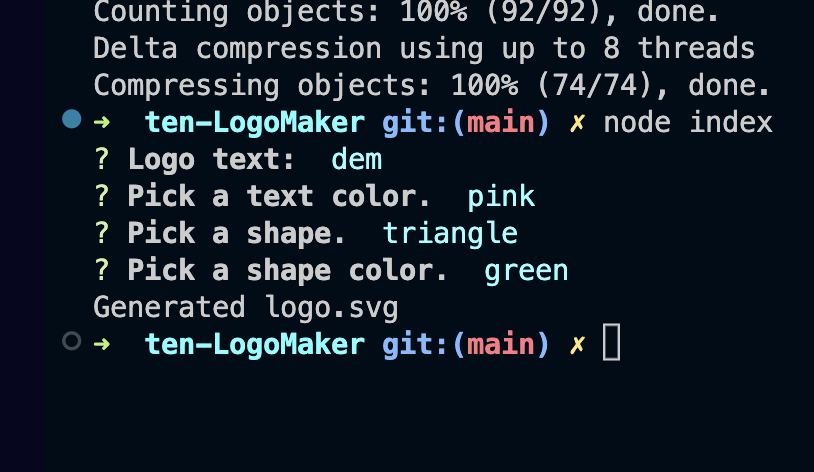 Counting objects: 100% (92/92), done.
Delta compression using up to 8 threads
Compressing objects: 100% (74/74), done.
➜  ten-LogoMaker git:(main) ✗ node index
? Logo text:  dem
? Pick a text color.  pink
? Pick a shape.  triangle
? Pick a shape color.  green
Generated logo.svg
➜  ten-LogoMaker git:(main) ✗